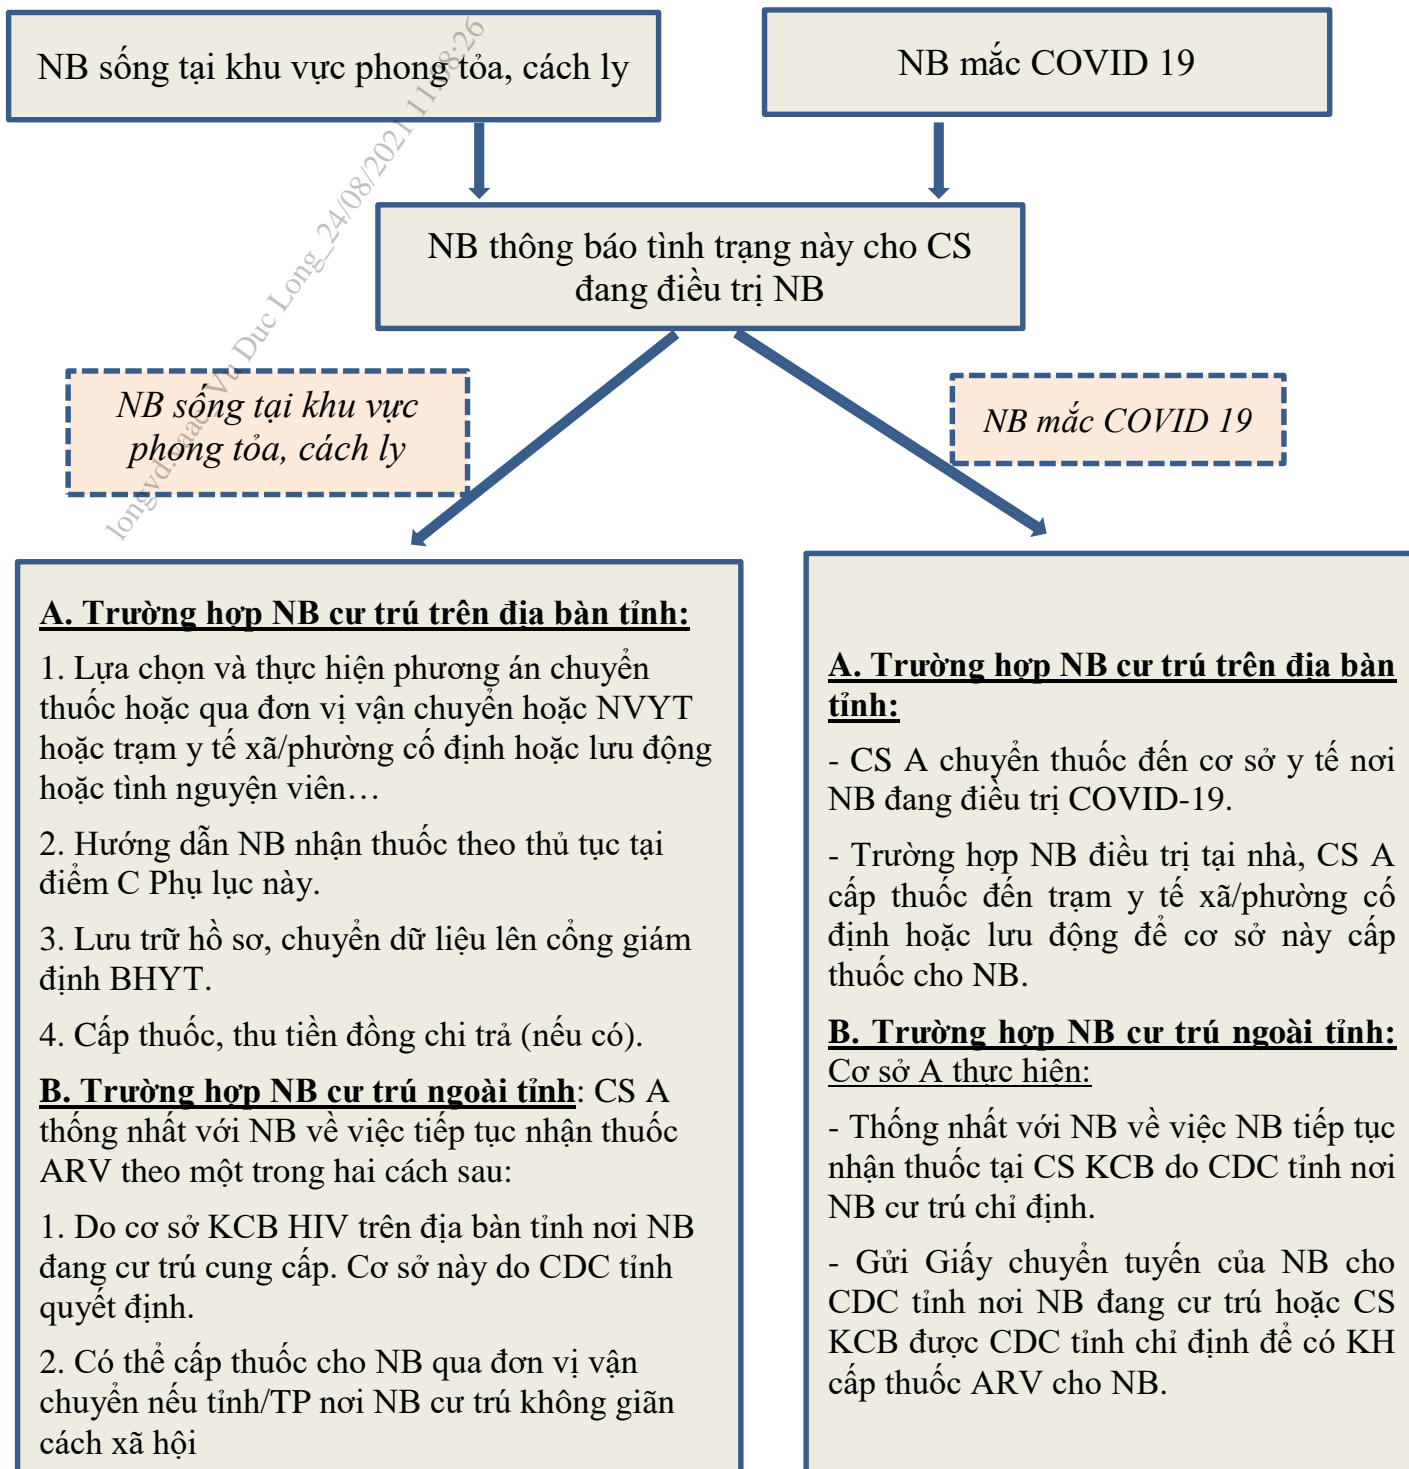 NB sống tại khu vực phong tỏa, cách ly
NB mắc COVID 19
NB thông báo tình trạng này cho CS
đang điều trị NB
NB sống tại khu vực
phong tỏa, cách ly
NB mắc COVID 19
A. Trường hợp NB cư trú trên địa bàn tỉnh:
1. Lựa chọn và thực hiện phương án chuyển
thuốc hoặc qua đơn vị vận chuyển hoặc NVYT
hoặc trạm y tế xã/phường cố định hoặc lưu động
hoặc tình nguyện viên…
2. Hướng dẫn NB nhận thuốc theo thủ tục tại
điểm C Phụ lục này.
3. Lưu trữ hồ sơ, chuyển dữ liệu lên cổng giám
định BHYT.
4. Cấp thuốc, thu tiền đồng chi trả (nếu có).
B. Trường hợp NB cư trú ngoài tỉnh: CS A
thống nhất với NB về việc tiếp tục nhận thuốc
ARV theo một trong hai cách sau:
1. Do cơ sở KCB HIV trên địa bàn tỉnh nơi NB
đang cư trú cung cấp. Cơ sở này do CDC tỉnh
quyết định.
2. Có thể cấp thuốc cho NB qua đơn vị vận
chuyển nếu tỉnh/TP nơi NB cư trú không giãn
cách xã hội
A. Trường hợp NB cư trú trên địa bàn
tỉnh:
- CS A chuyển thuốc đến cơ sở y tế nơi
NB đang điều trị COVID-19.
- Trường hợp NB điều trị tại nhà, CS A
cấp thuốc đến trạm y tế xã/phường cố
định hoặc lưu động để cơ sở này cấp
thuốc cho NB.
B. Trường hợp NB cư trú ngoài tỉnh:
Cơ sở A thực hiện:
- Thống nhất với NB về việc NB tiếp tục
nhận thuốc tại CS KCB do CDC tỉnh nơi
NB cư trú chỉ định.
- Gửi Giấy chuyển tuyến của NB cho
CDC tỉnh nơi NB đang cư trú hoặc CS
KCB được CDC tỉnh chỉ định để có KH
cấp thuốc ARV cho NB.
Vu Duc Long_24/08/2021